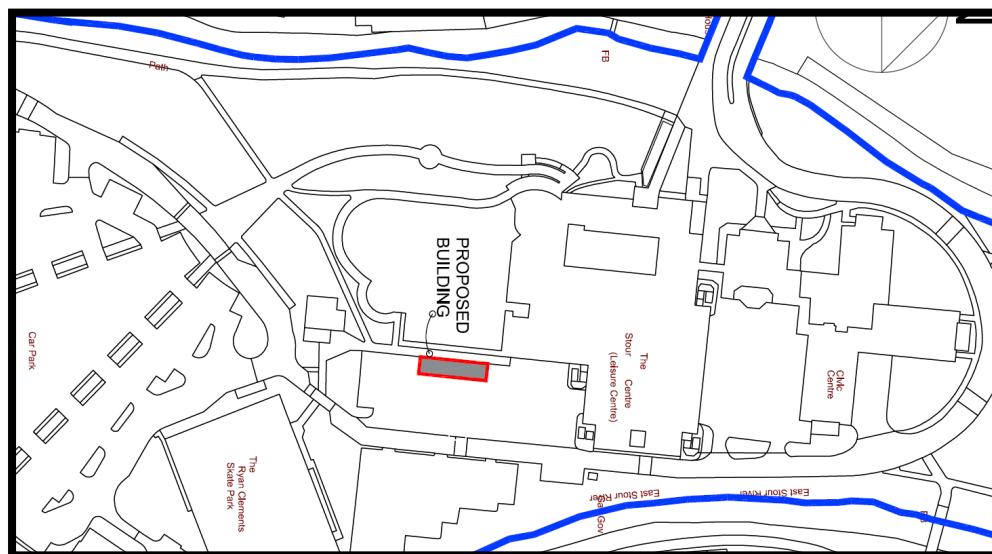 Path
FB
PROPOSED
BUILDING
The
Stour Centre
(Leisure Centre)
Civic
Centre
Car Park
The
Ryan Clements
Skate Park
East Stour River
East Stour River